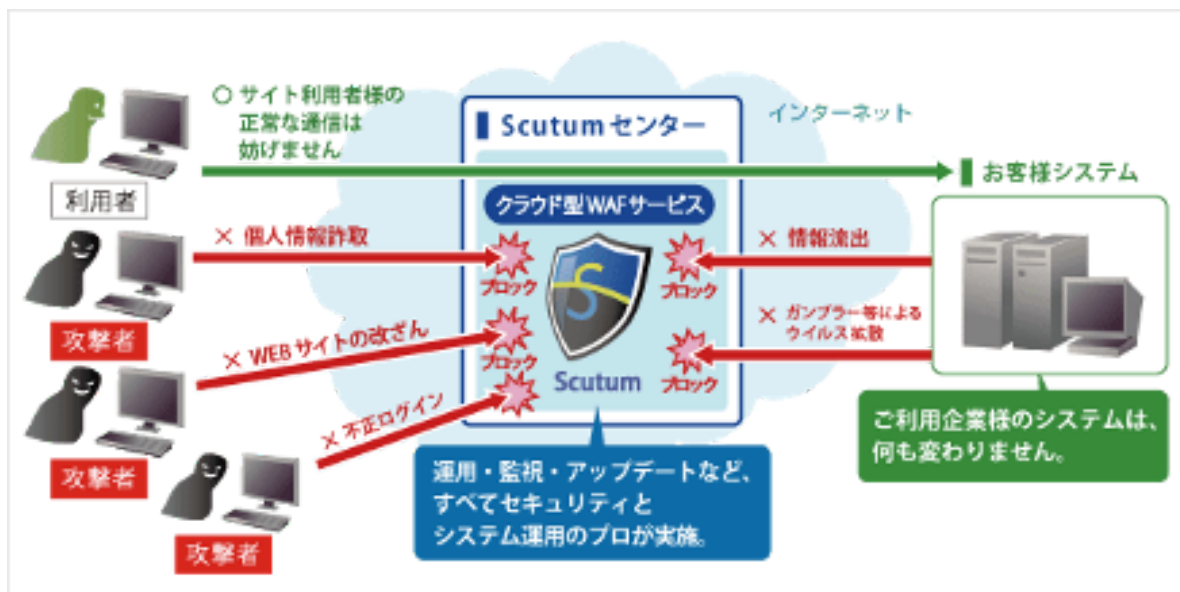 ○ サイト利用者様の
正常な通信は
妨げません
Scutumセンター
インターネット
お客様システム
利用者
クラウド型WAFサービス
× 個人情報詐取
ブロック
× 情報流出
ブロック
攻撃者
× WEBサイトの改ざん
ブロック
× ガンブラー等による
ウイルス拡散
ブロック
Scutum
× 不正ログイン
攻撃者
攻撃者
運用・監視・アップデートなど、
すべてセキュリティと
システム運用のプロが実施。
ご利用企業様のシステムは、
何も変わりません。